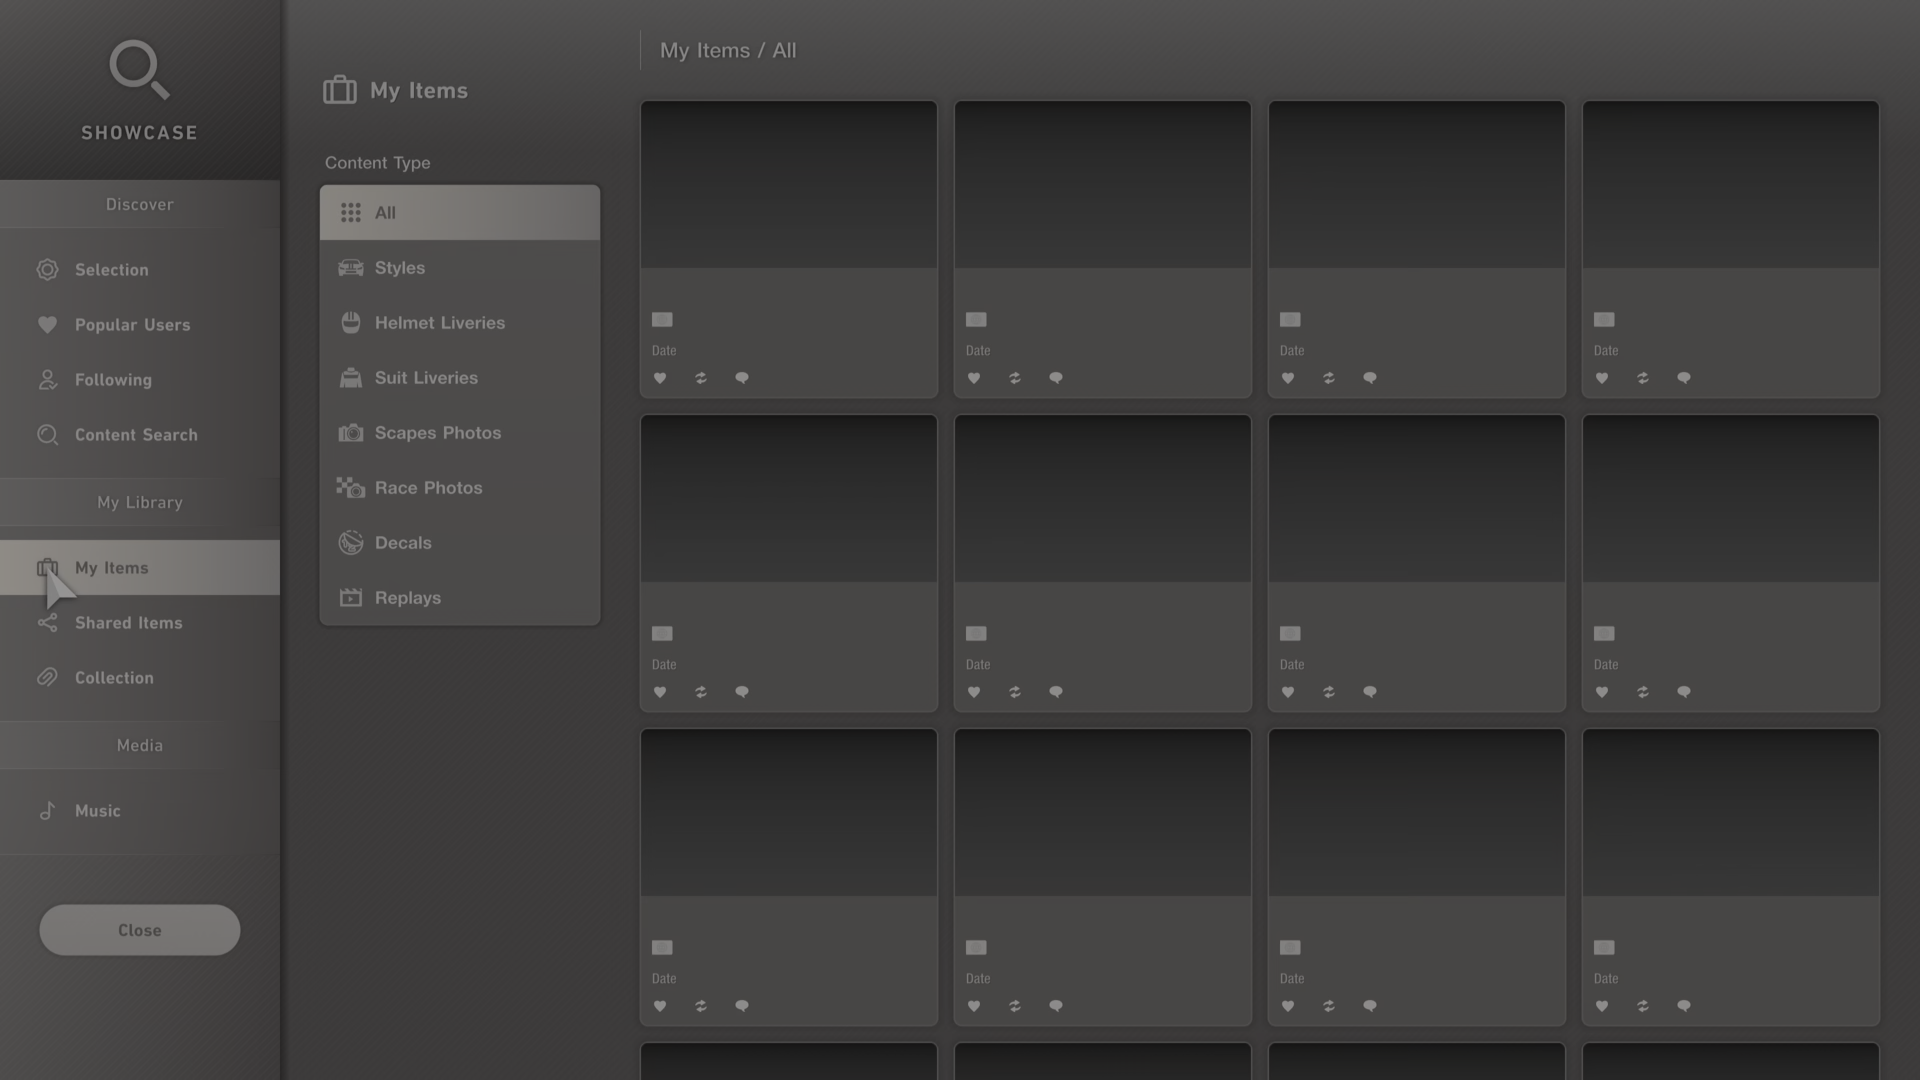 SHOWCASE
Discover
Selection
Popular Users
Following
Content Search
My Library
My Items
Shared Items
Collection
Media
Music
Close
My Items
Content Type
All
Styles
Helmet Liveries
Suit Liveries
Scapes Photos
Race Photos
Decals
Replays
My Items / All
Date
Date
Date
Date
Date
Date
Date
Date
Date
Date
Date
Date